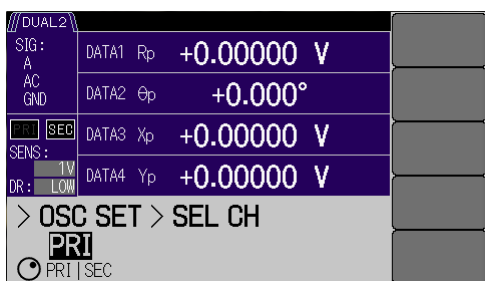 DUAL2
SIG:
A
AC
GND
DATA1 Rp +0.00000 V
DATA2 θp +0.000°
DATA3 Xp +0.00000 V
DATA4 Yp +0.00000 V
PRI SEC
SENS:
1V
DR: LOW
> OSC SET > SEL CH
PRI
PRI|SEC